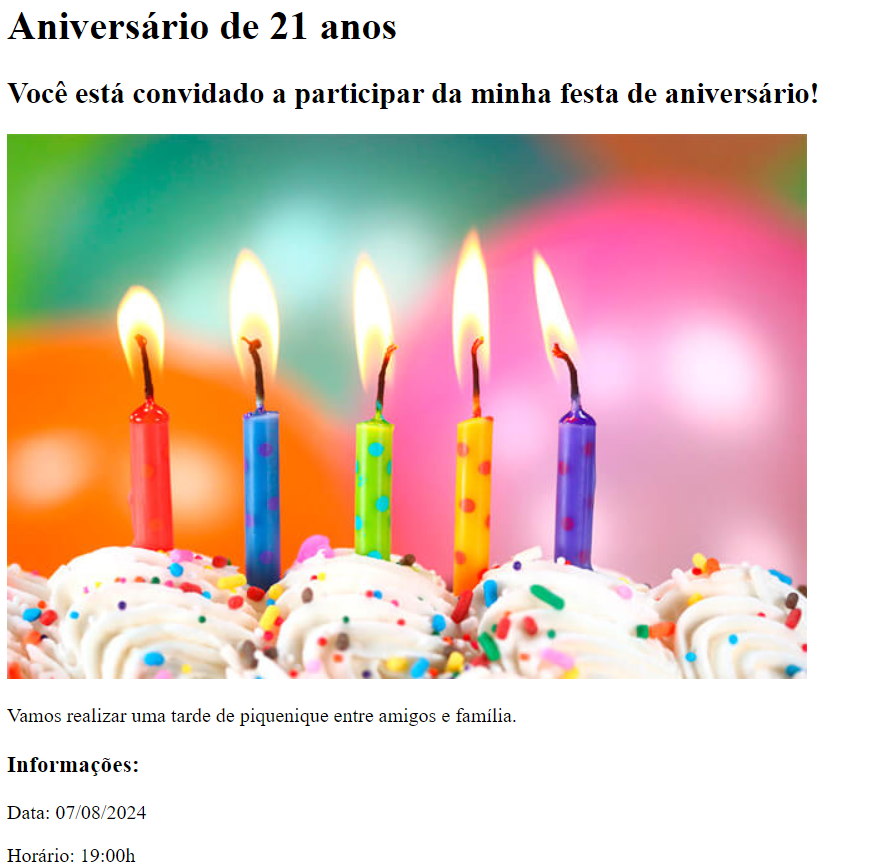 Aniversário de 21 anos
Você está convidado a participar da minha festa de aniversário!
Vamos realizar uma tarde de piquenique entre amigos e família.
Informações:
Data: 07/08/2024
Horário: 19:00h